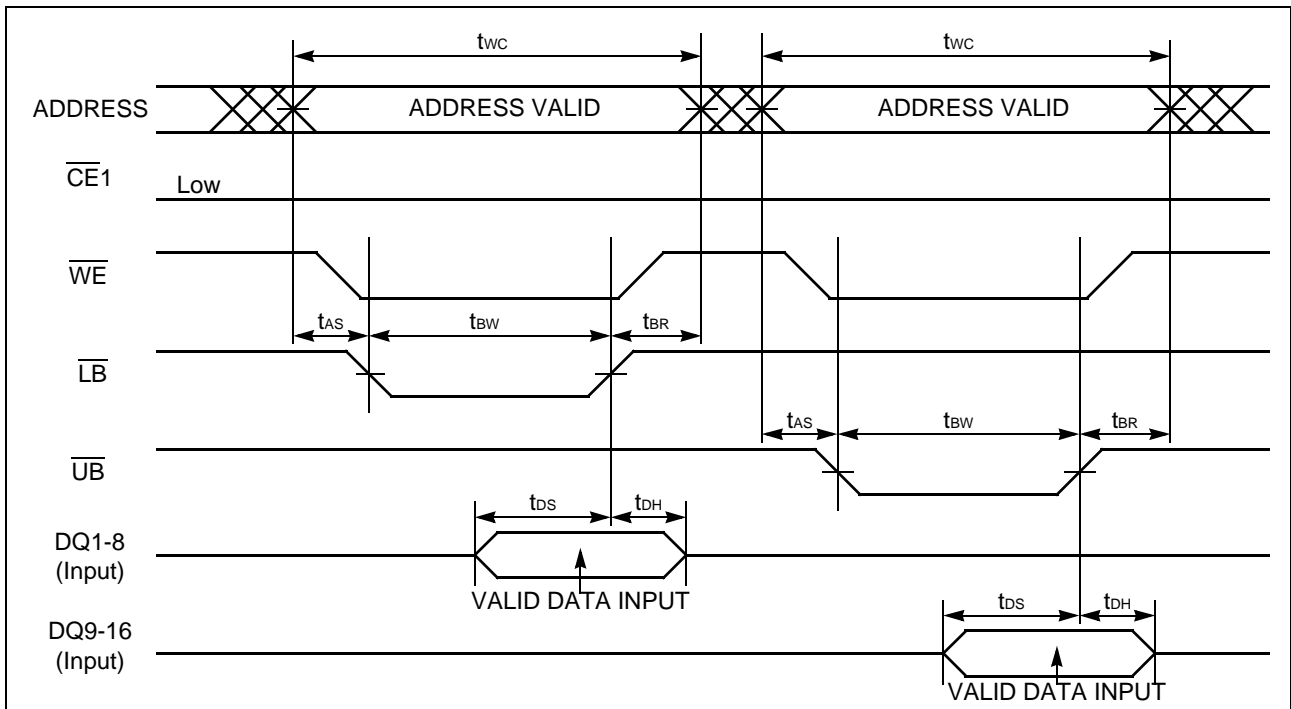 tWC tWC
ADDRESS ADDRESS VALID ADDRESS VALID
CE1 Low
WE
tAS tBW tBR
LB
tAS tBW tBR
UB
tDS tDH
DQ1-8
(Input)
VALID DATA INPUT
tDS tDH
DQ9-16
(Input)
VALID DATA INPUT